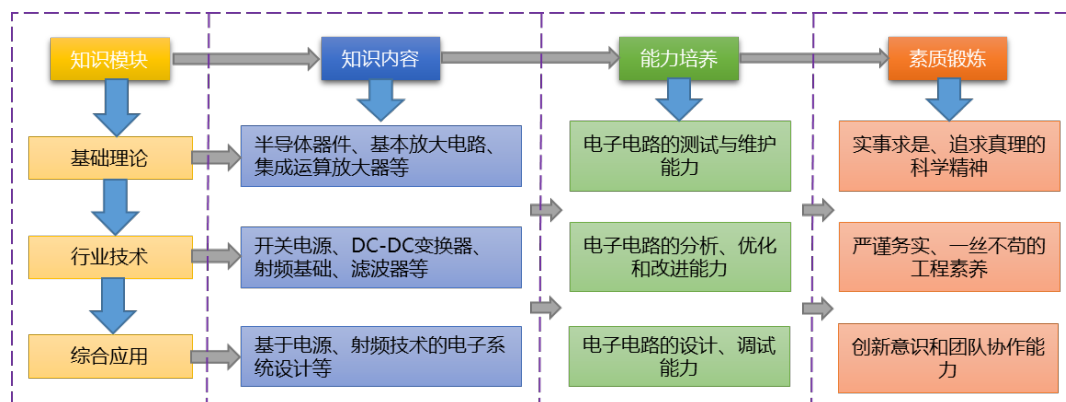 知识模块
知识内容
能力培养
素质锻炼
基础理论
半导体器件、基本放大电路、
集成运算放大器等
电子电路的测试与维护
能力
实事求是、追求真理的
科学精神
行业技术
开关电源、DC-DC变换器、
射频基础、滤波器等
电子电路的分析、优化
和改进能力
严谨务实、一丝不苟的
工程素养
综合应用
基于电源、射频技术的电子系
统设计等
电子电路的设计、调试
能力
创新意识和团队协作能
力